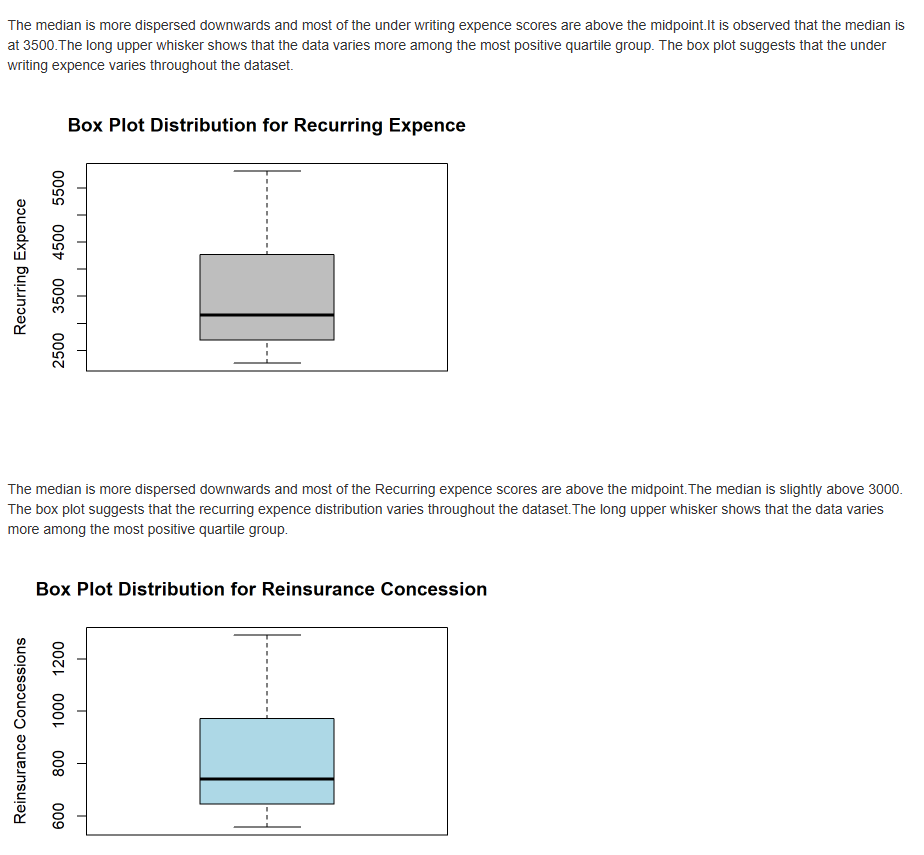 The median is more dispersed downwards and most of the under writing expence scores are above the midpoint.It is observed that the median is
at 3500.The long upper whisker shows that the data varies more among the most positive quartile group. The box plot suggests that the under
writing expence varies throughout the dataset.
Box Plot Distribution for Recurring Expence
Recurring Expence
5500
4500
3500
2500
The median is more dispersed downwards and most of the Recurring expence scores are above the midpoint.The median is slightly above 3000.
The box plot suggests that the recurring expence distribution varies throughout the dataset.The long upper whisker shows that the data varies
more among the most positive quartile group.
Box Plot Distribution for Reinsurance Concession
Reinsurance Concessions
1200
1000
800
600